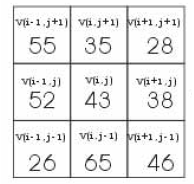 V(i-1,j+1) V(i,j+1) V(i+1,j+1)
55 35 28
V(i-1,j) V(i,j) V(i+1,j)
52 43 38
V(i-1,j-1) V(i,j-1) V(i+1,j-1)
26 65 46